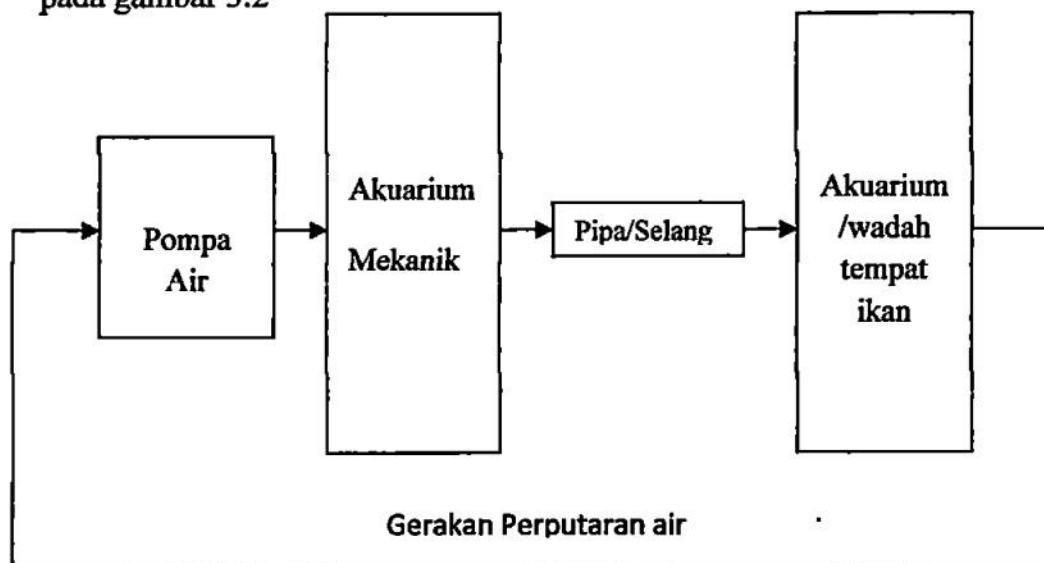 pada gambar 3.2
Pompa
Air
Akuarium
Mekanik
Pipa/Selang
Akuarium
/wadah
tempat
ikan
Gerakan Perputaran air